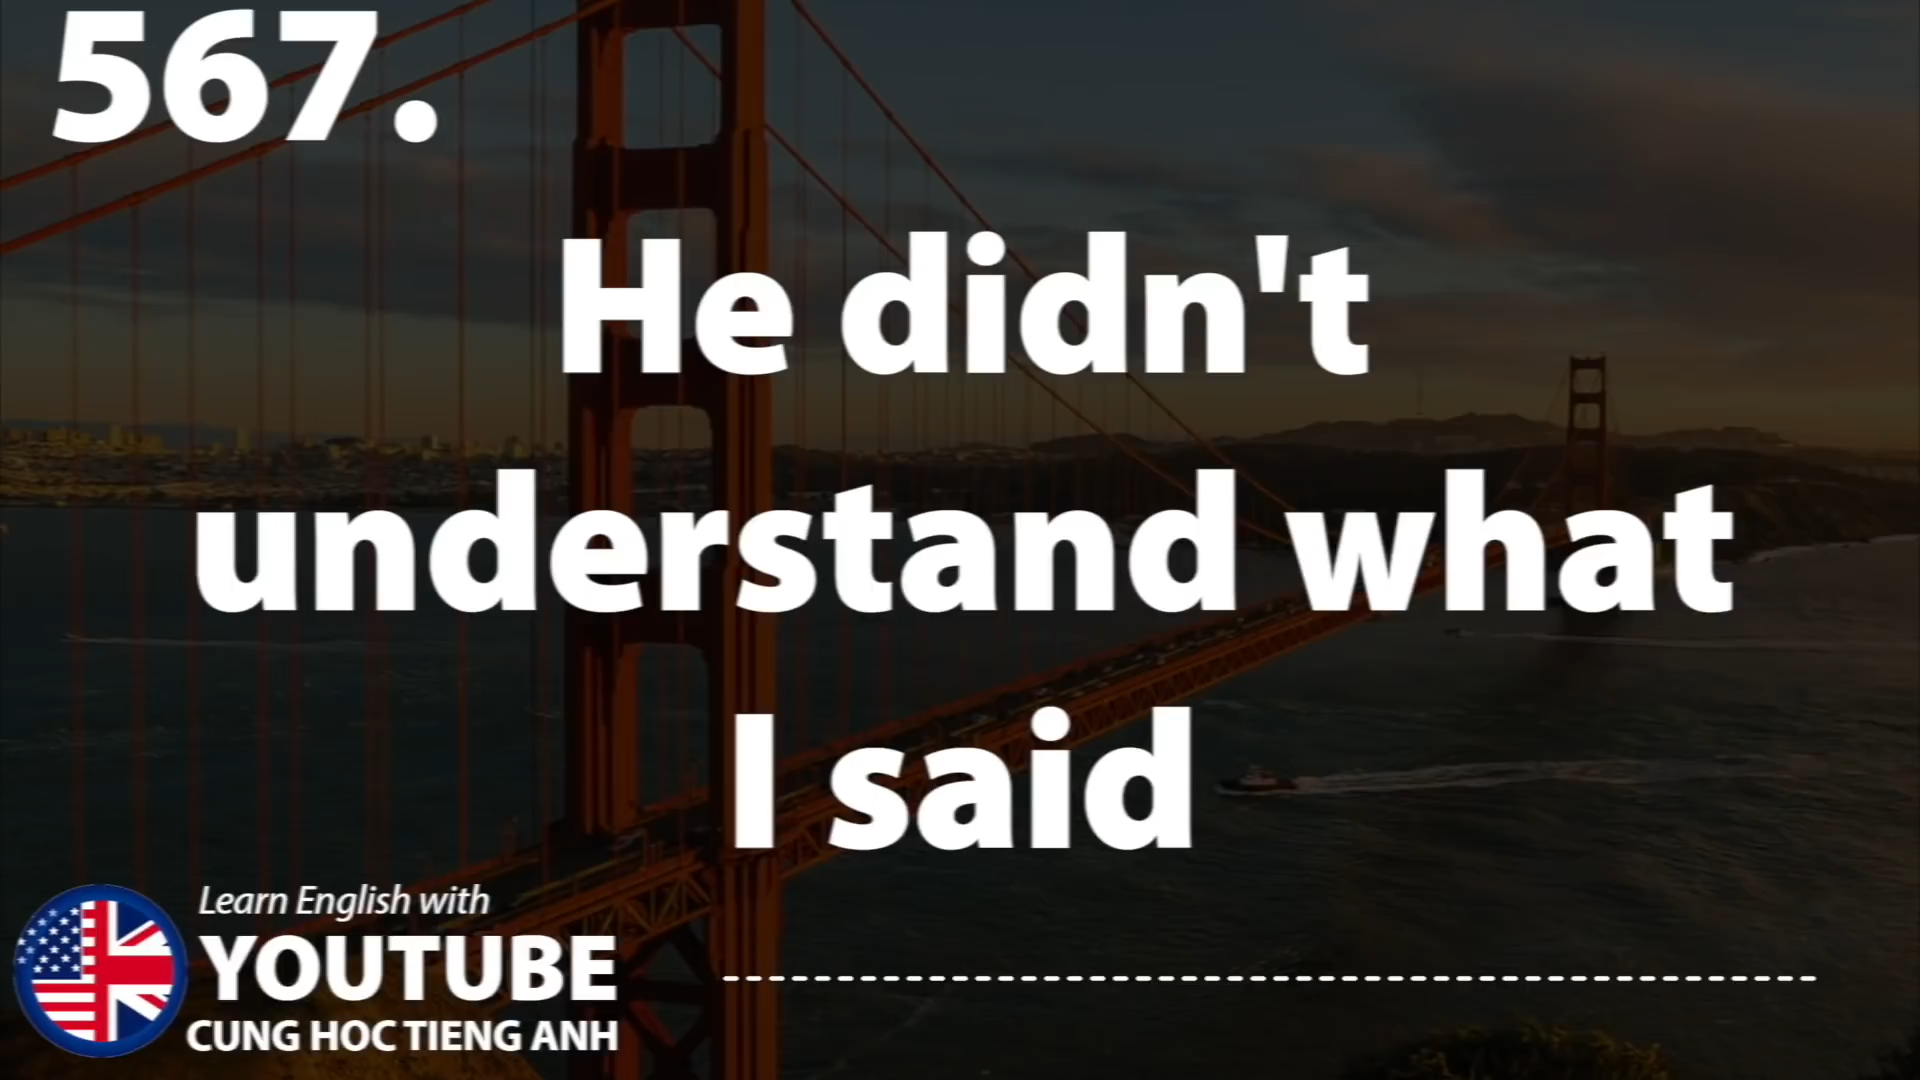 567.
He didn't
understand what
I said
Learn English with
YOUTUBE
CUNG HOC TIENG ANH